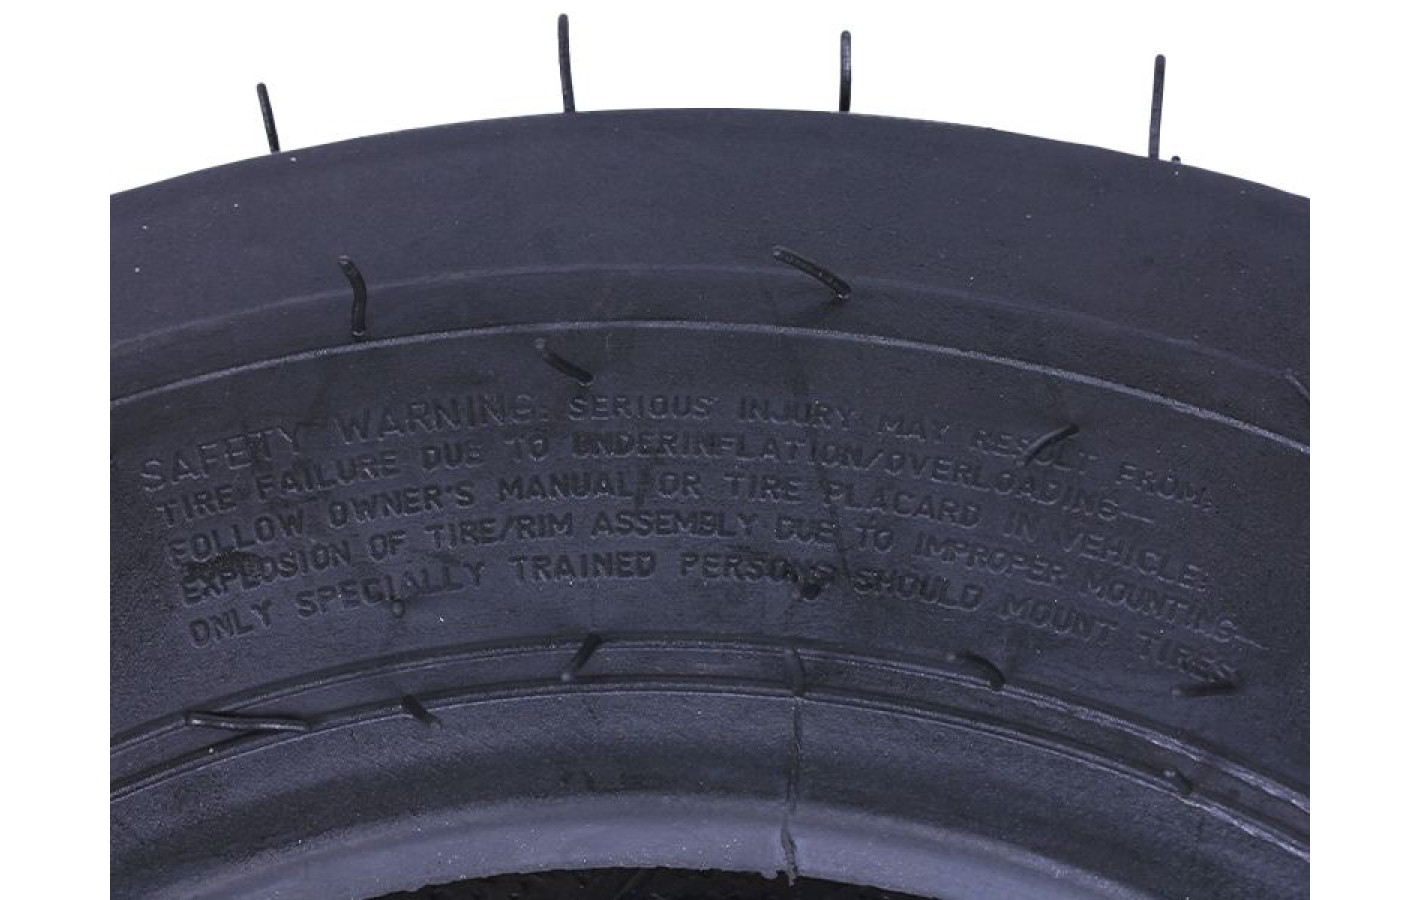 SAFETY WARNING: SERIOUS INJURY MAY RESULT FROM:
TIRE FAILURE DUE TO UNDERINFLATION/OVERLOADING—
FOLLOW OWNER'S MANUAL OR TIRE PLACARD IN VEHICLE;
EXPLOSION OF TIRE/RIM ASSEMBLY DUE TO IMPROPER MOUNTING—
ONLY SPECIALLY TRAINED PERSONS SHOULD MOUNT TIRES